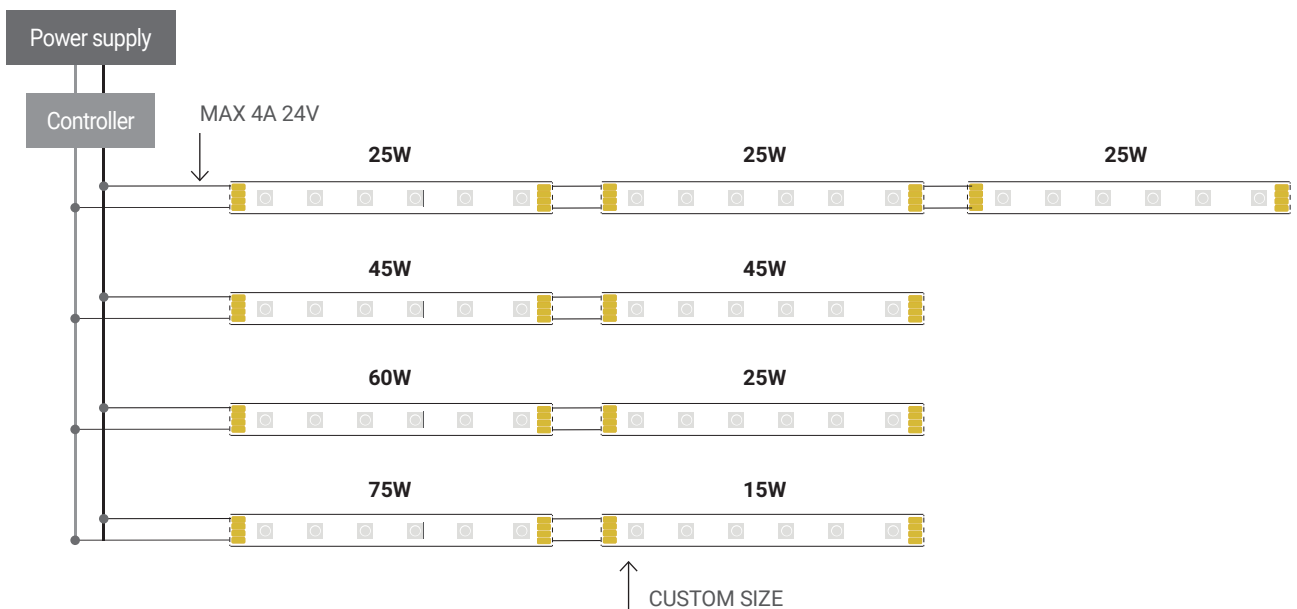 Power supply
Controller
MAX 4A 24V
25W 25W 25W
45W 45W
60W 25W
75W 15W
CUSTOM SIZE